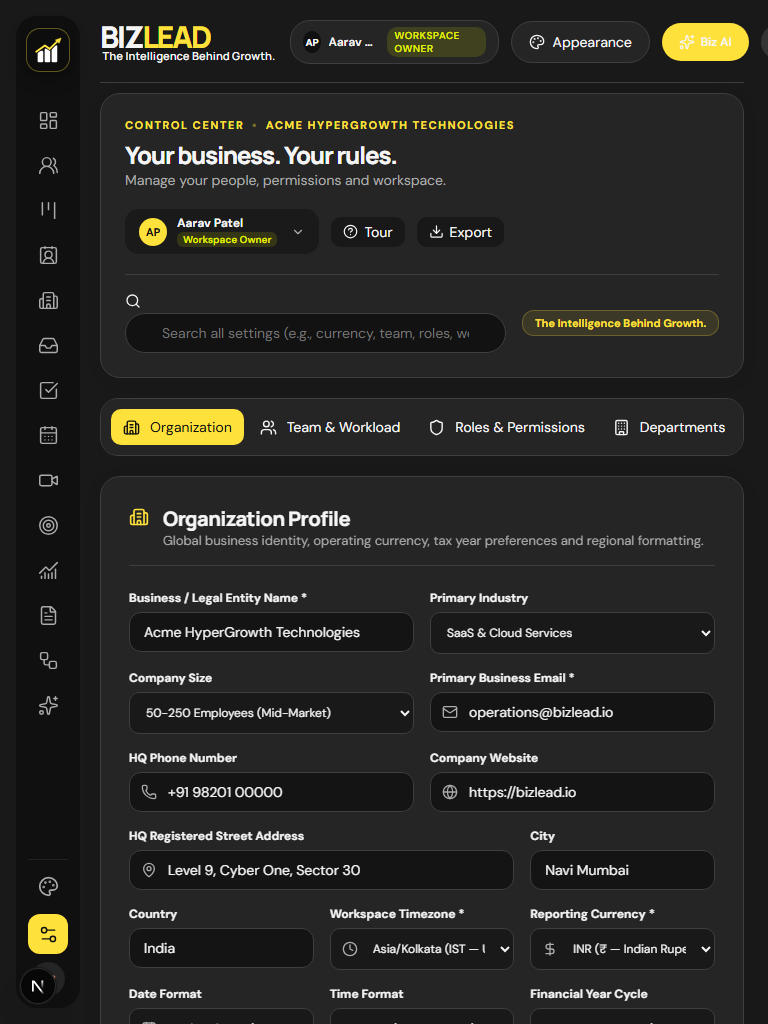 BIZLEAD
The Intelligence Behind Growth.
AP Aarav ... WORKSPACE OWNER
Appearance
Biz AI
CONTROL CENTER • ACME HYPERGROWTH TECHNOLOGIES
Your business. Your rules.
Manage your people, permissions and workspace.
AP Aarav Patel
Workspace Owner
Tour
Export
Search all settings (e.g., currency, team, roles,
The Intelligence Behind Growth.
Organization
Team & Workload
Roles & Permissions
Departments
Organization Profile
Global business identity, operating currency, tax year preferences and regional formatting.
Business / Legal Entity Name * Primary Industry
Acme HyperGrowth Technologies SaaS & Cloud Services
Company Size Primary Business Email *
50-250 Employees (Mid-Market) operations@bizlead.io
HQ Phone Number Company Website
+91 98201 00000 https://bizlead.io
HQ Registered Street Address City
Level 9, Cyber One, Sector 30 Navi Mumbai
Country Workspace Timezone * Reporting Currency *
India Asia/Kolkata (IST — INR (₹ — Indian Rupe
Date Format Time Format Financial Year Cycle
N